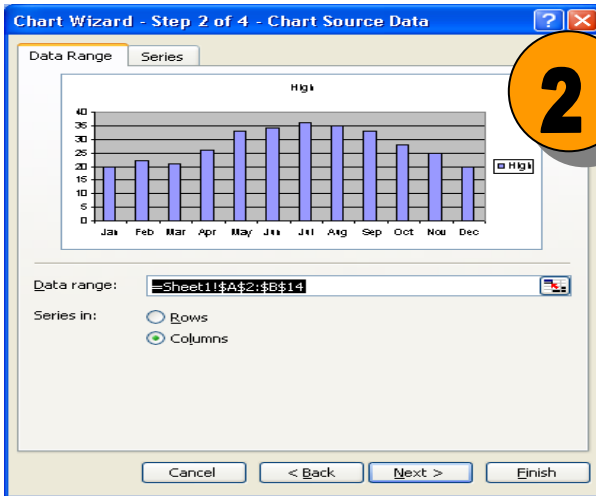 Chart Wizard - Step 2 of 4 - Chart Source Data
2
Data Range Series
High
40
35
30
25
20
15
10
5
0
High
Jan Feb Mar Apr May Jun Jul Aug Sep Oct Nov Dec
Data range: =Sheet1!$A$2:$B$14
Series in: Rows
Columns
Cancel < Back Next > Finish